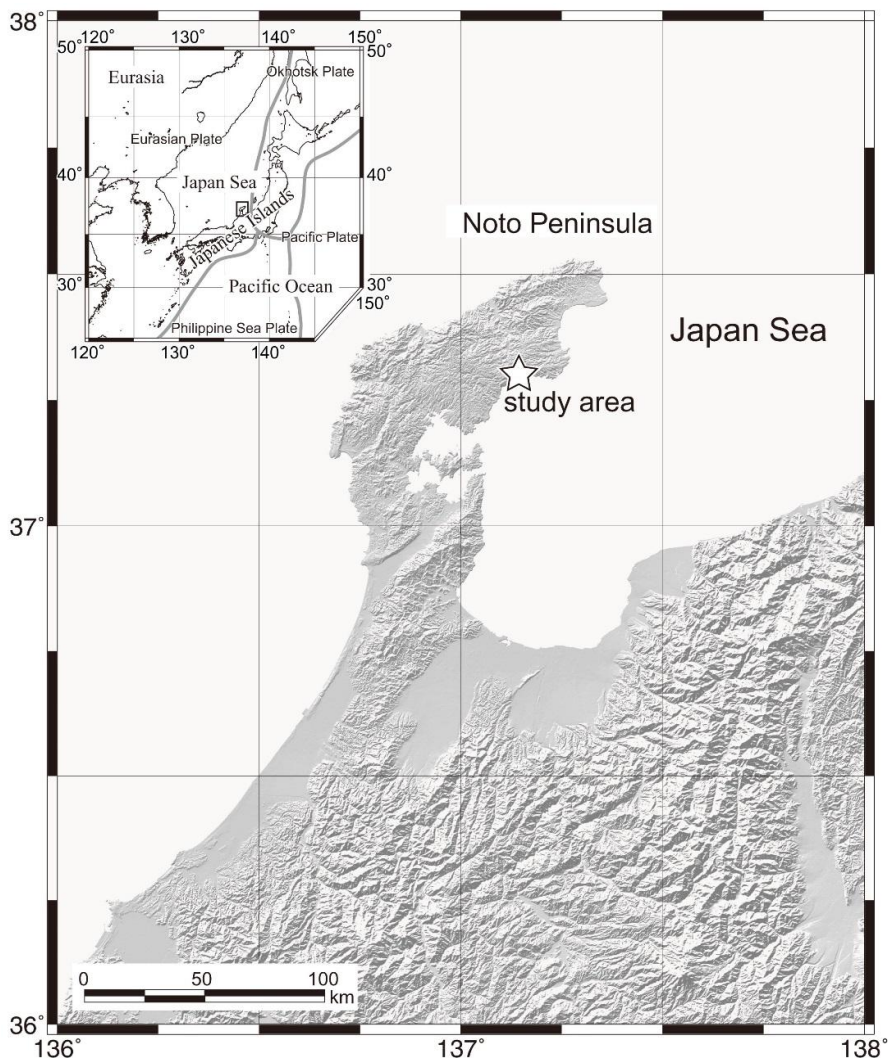 38°
120°
130°
140°
150°
50°
50°
Okhotsk Plate
Eurasia
Eurasian Plate
40°
40°
Japan Sea
Japanese Islands
Pacific Plate
30°
30°
Pacific Ocean
150°
Philippine Sea Plate
120°
130°
140°
Noto Peninsula
Japan Sea
study area
37°
0
50
100
km
36°
136°
137°
138°